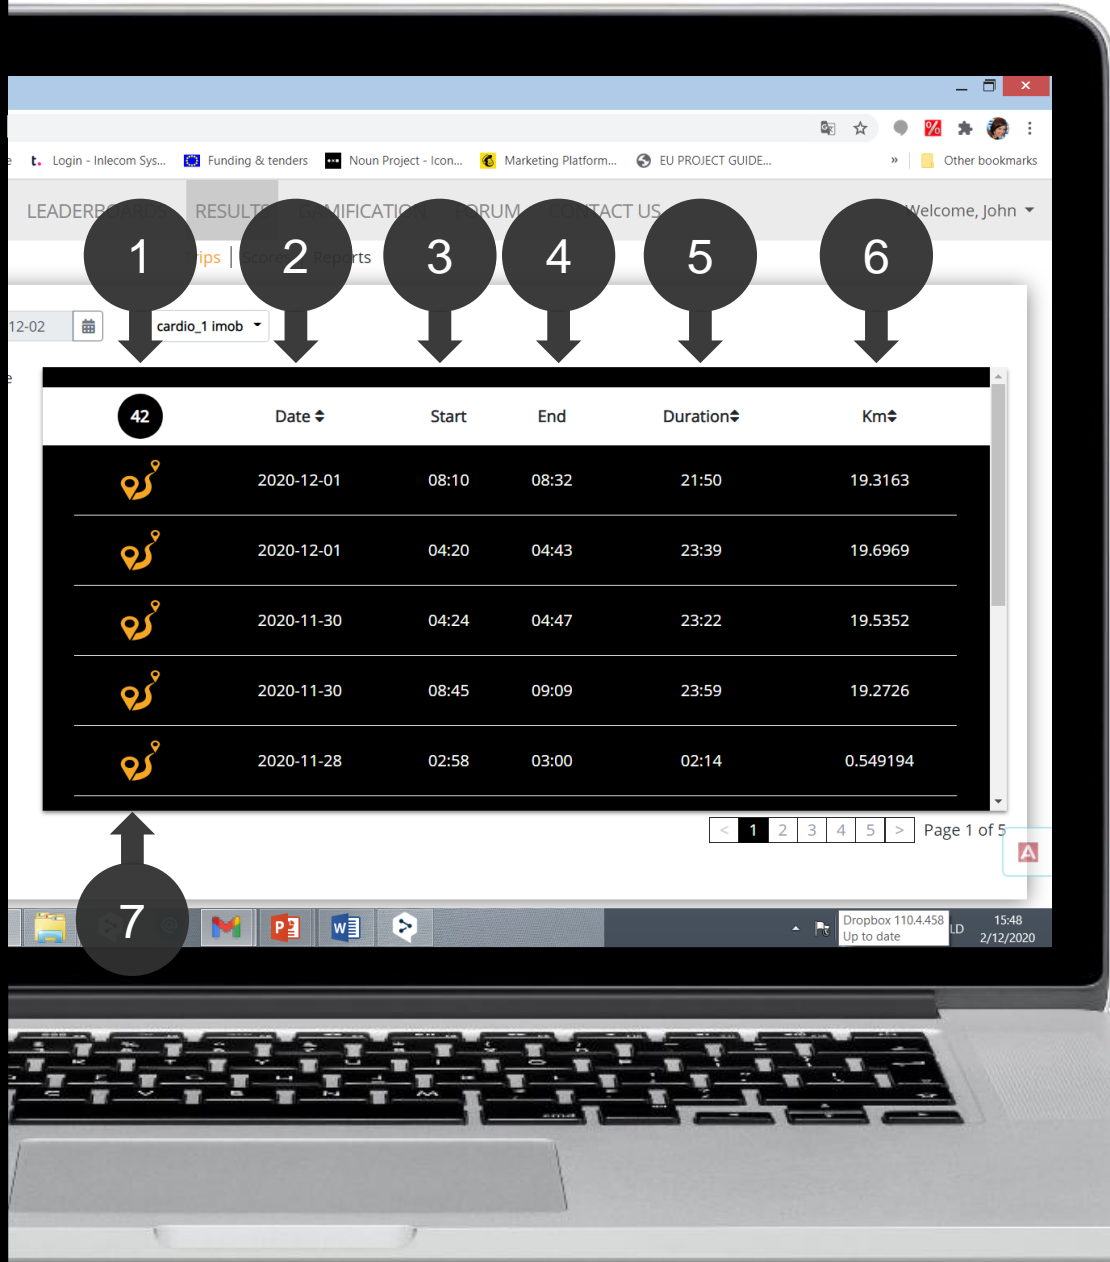 t. Login - Inlecom Sys... Funding & tenders Noun Project - Icon... Marketing Platform... EU PROJECT GUIDE... » Other bookmarks
LEADERBOARDS RESULTS GAMIFICATION FORUM CONTACT US Welcome, John
1 2 3 4 5 6
Trips | Scores | Reports
12-02 cardio_1 imob
42 Date Start End Duration Km
2020-12-01 08:10 08:32 21:50 19.3163
2020-12-01 04:20 04:43 23:39 19.6969
2020-11-30 04:24 04:47 23:22 19.5352
2020-11-30 08:45 09:09 23:59 19.2726
2020-11-28 02:58 03:00 02:14 0.549194
< 1 2 3 4 5 > Page 1 of 5
7
Dropbox 110.4.458 LD 15:48
Up to date 2/12/2020
cmd